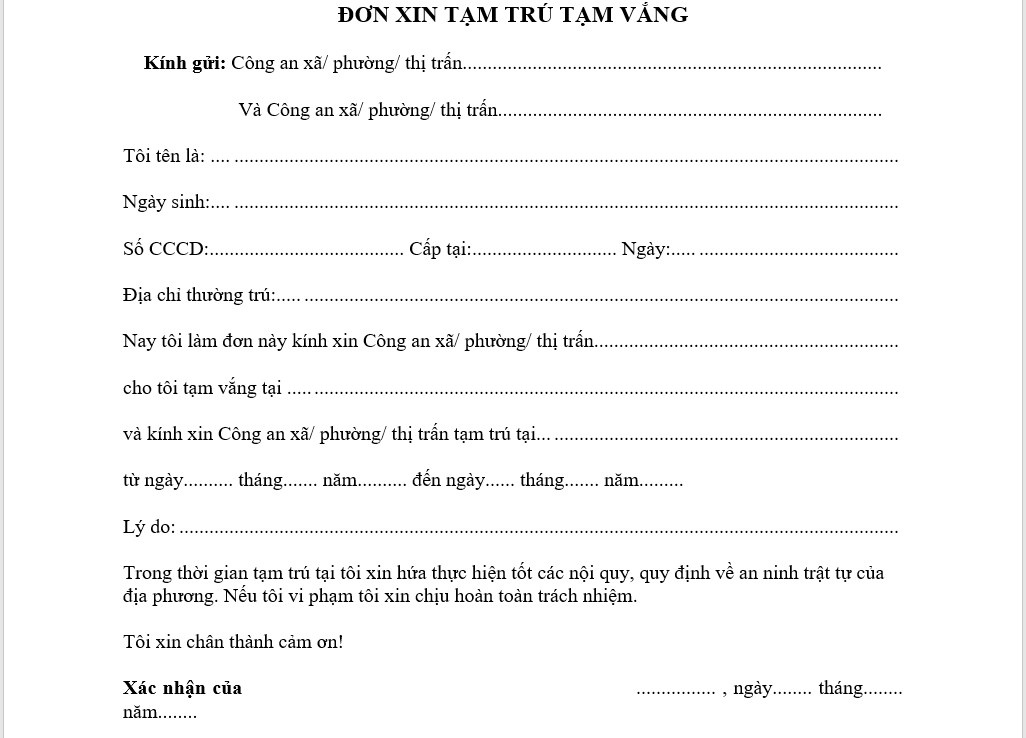 ĐƠN XIN TẠM TRÚ TẠM VẮNG
Kính gửi: Công an xã/ phường/ thị trấn....................................................................................
Và Công an xã/ phường/ thị trấn.............................................................................
Tôi tên là: .... .....................................................................................................................................
Ngày sinh:.... .....................................................................................................................................
Số CCCD:....................................... Cấp tại:............................. Ngày:..... ........................................
Địa chỉ thường trú:..... .......................................................................................................................
Nay tôi làm đơn này kính xin Công an xã/ phường/ thị trấn.............................................................
cho tôi tạm vắng tại ..... .....................................................................................................................
và kính xin Công an xã/ phường/ thị trấn tạm trú tại... .....................................................................
từ ngày.......... tháng....... năm.......... đến ngày...... tháng....... năm.........
Lý do: ................................................................................................................................................
Trong thời gian tạm trú tại tôi xin hứa thực hiện tốt các nội quy, quy định về an ninh trật tự của
địa phương. Nếu tôi vi phạm tôi xin chịu hoàn toàn trách nhiệm.
Tôi xin chân thành cảm ơn!
Xác nhận của ................ , ngày........ tháng........
năm........